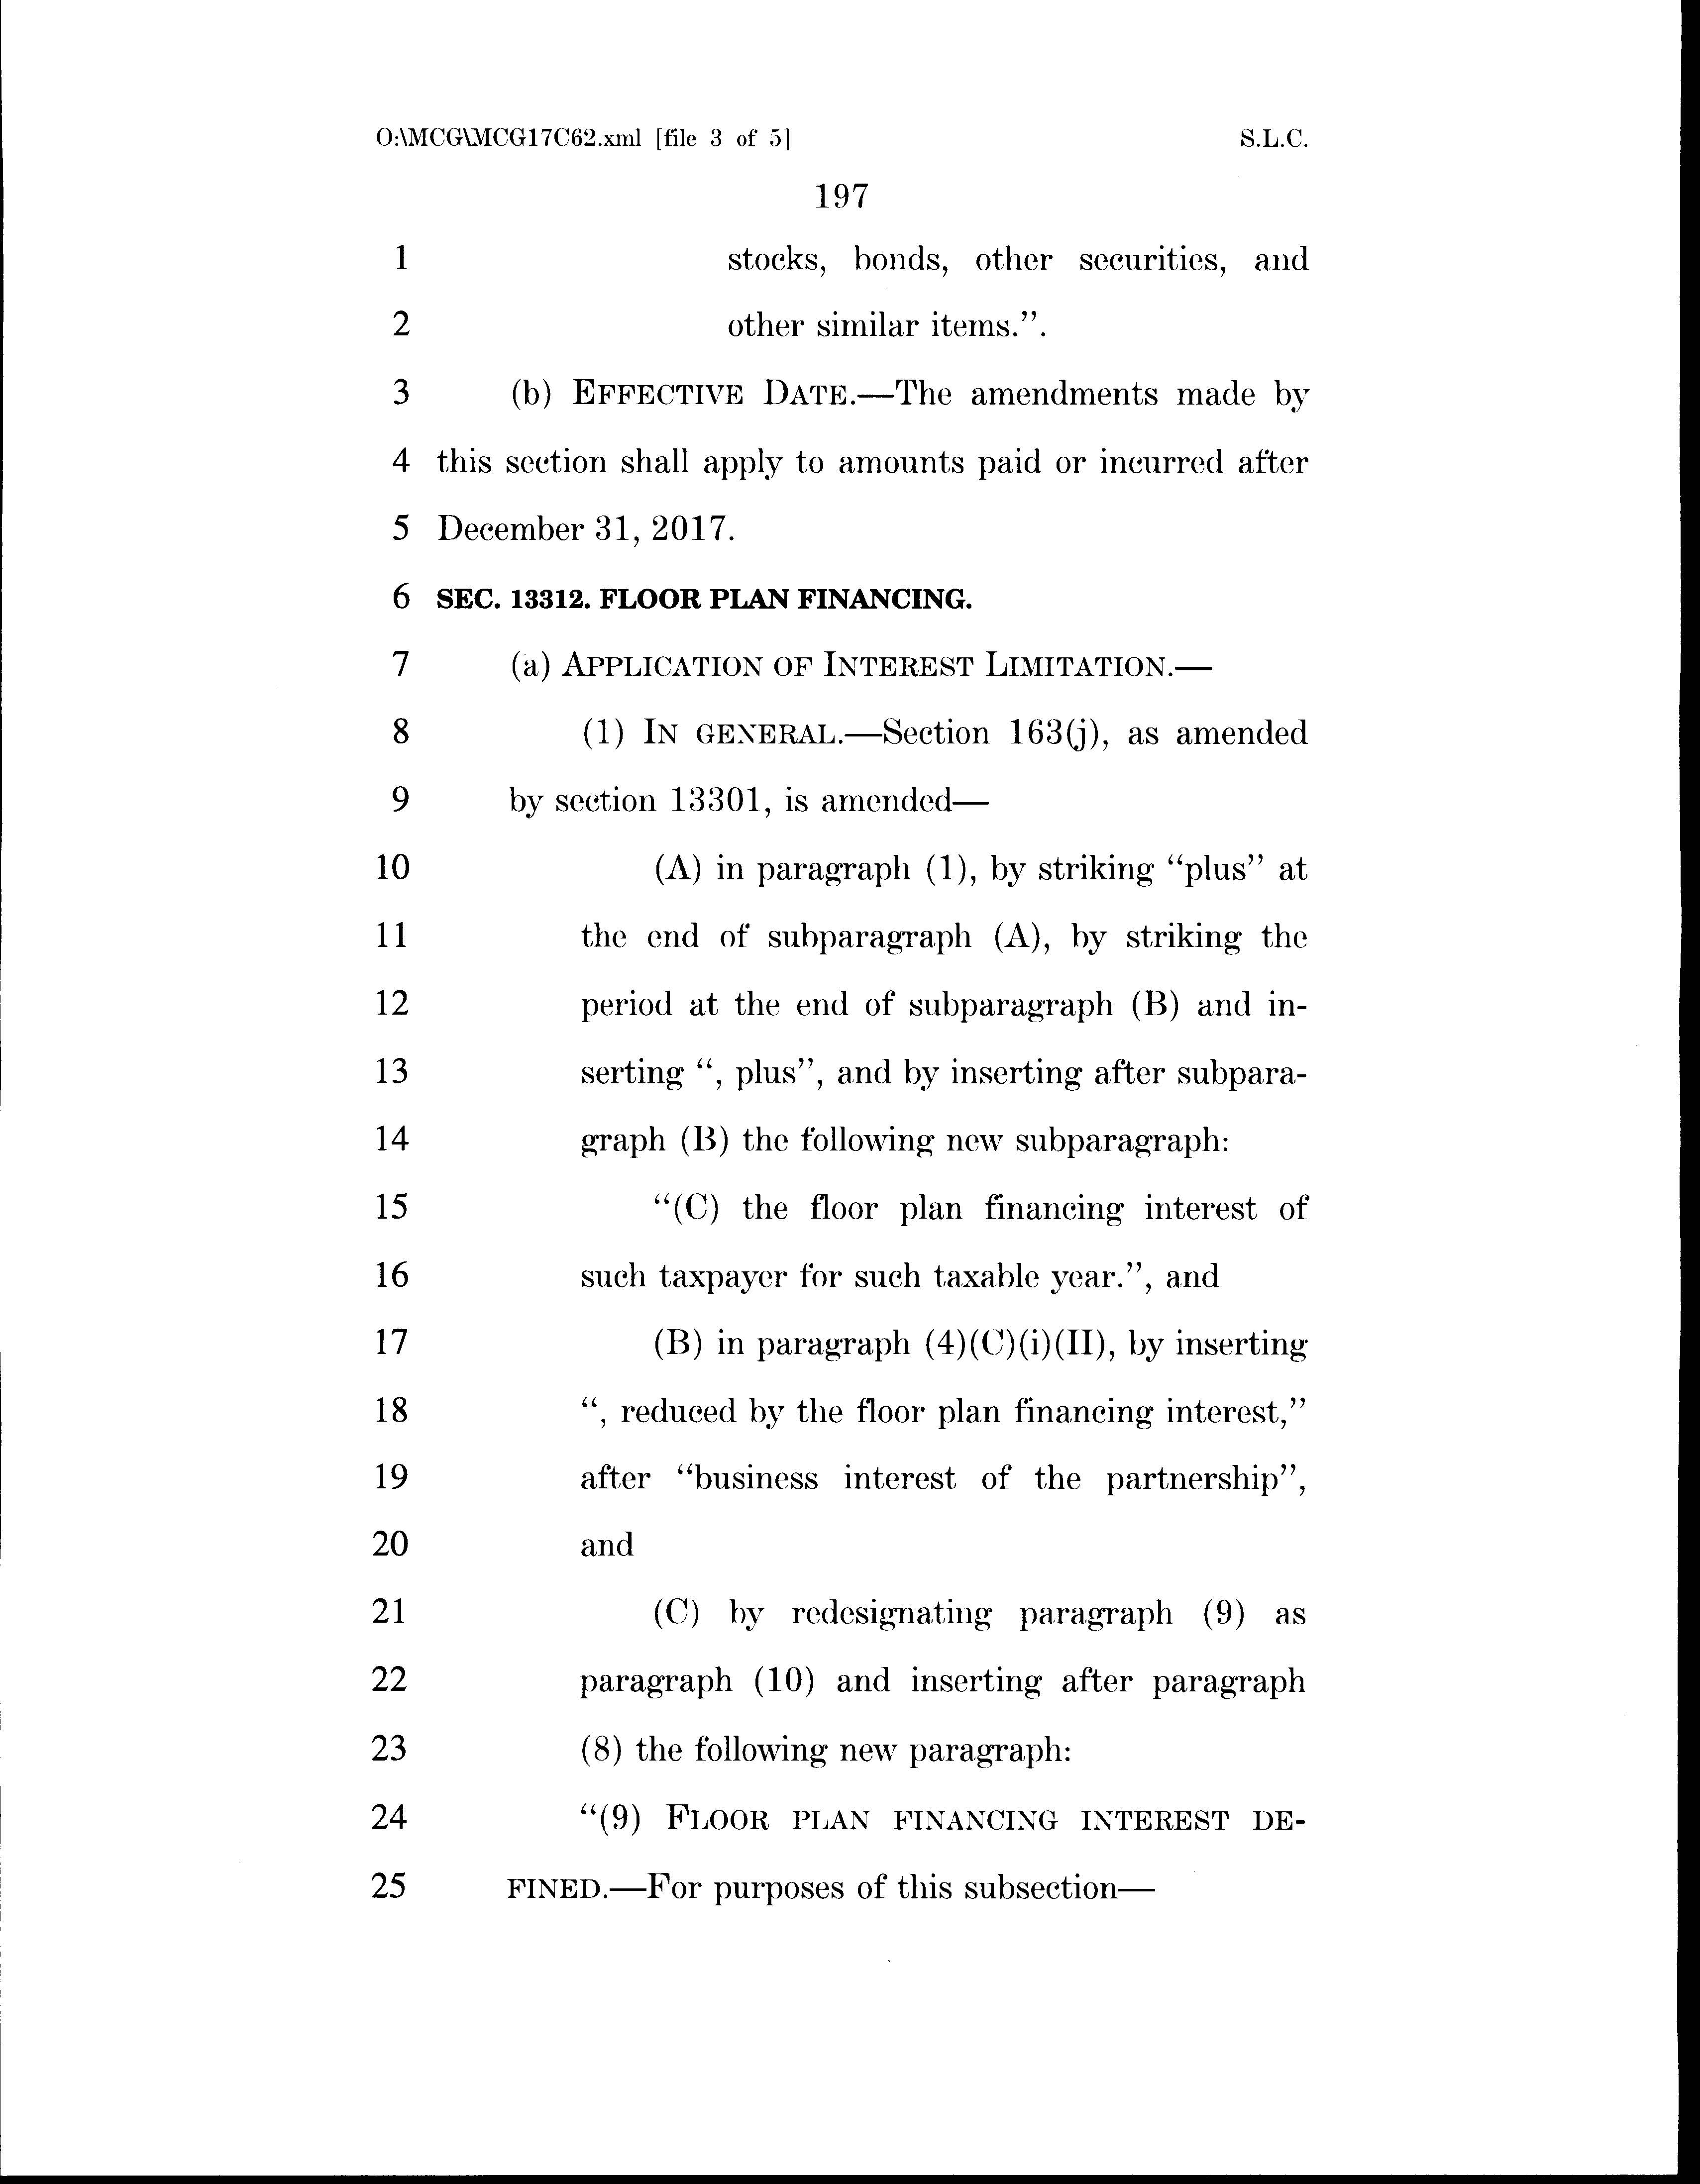 O:\MCG\MCG17C62.xml [file 3 of 5] S.L.C.
197
1 stocks, bonds, other securities, and
2 other similar items.”.
3 (b) EFFECTIVE DATE.—The amendments made by
4 this section shall apply to amounts paid or incurred after
5 December 31, 2017.
6 SEC. 13312. FLOOR PLAN FINANCING.
7 (a) APPLICATION OF INTEREST LIMITATION.—
8 (1) IN GENERAL.—Section 163(j), as amended
9 by section 13301, is amended—
10 (A) in paragraph (1), by striking “plus” at
11 the end of subparagraph (A), by striking the
12 period at the end of subparagraph (B) and in-
13 serting “, plus”, and by inserting after subpara-
14 graph (B) the following new subparagraph:
15 “(C) the floor plan financing interest of
16 such taxpayer for such taxable year.”, and
17 (B) in paragraph (4)(C)(i)(II), by inserting
18 “, reduced by the floor plan financing interest,”
19 after “business interest of the partnership”,
20 and
21 (C) by redesignating paragraph (9) as
22 paragraph (10) and inserting after paragraph
23 (8) the following new paragraph:
24 “(9) FLOOR PLAN FINANCING INTEREST DE-
25 FINED.—For purposes of this subsection—